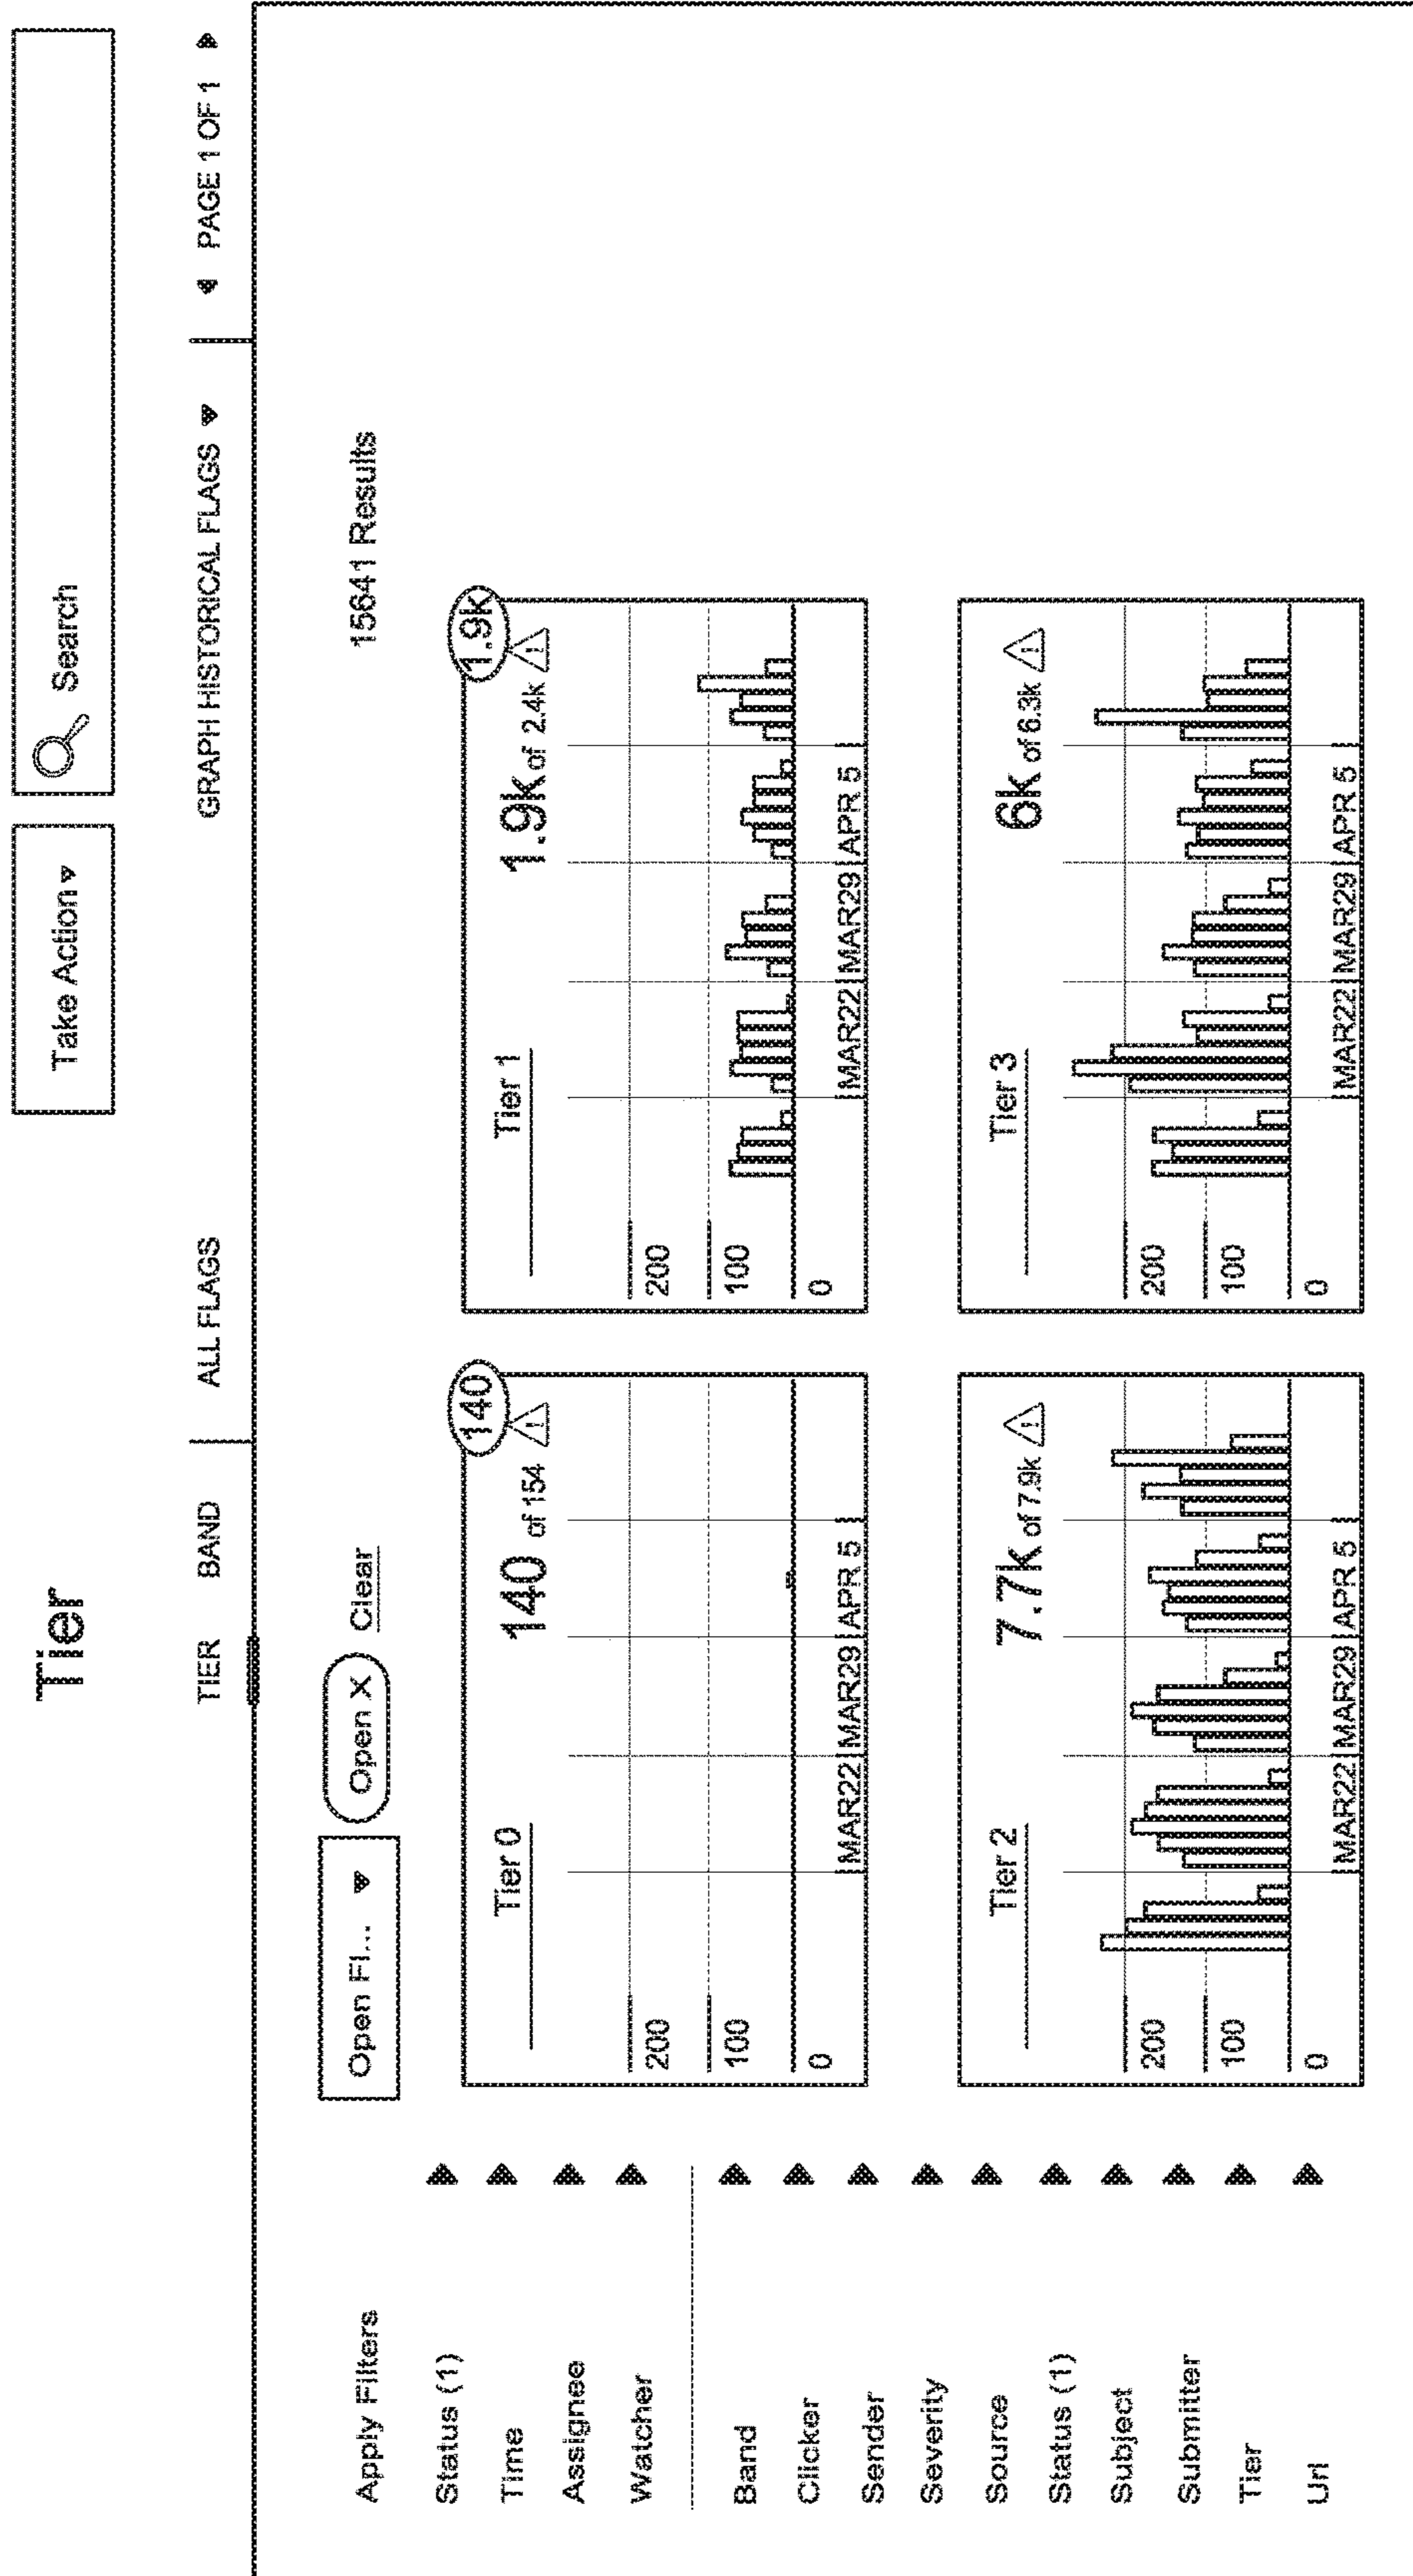 Tier
Take Action
Search
TIER BAND ALL FLAGS GRAPH HISTORICAL FLAGS PAGE 1 OF 1
Apply Filters
Status (1)
Time
Assignee
Watcher
Band
Clicker
Sender
Severity
Source
Status (1)
Subject
Submitter
Tier
Url
Open Fl... Open X Clear
15641 Results
140
Tier 0
140 of 154
200
100
0
MAR22 MAR29 APR 5
1.9k
Tier 1
1.9k of 2.4k
200
100
0
MAR22 MAR29 APR 5
Tier 2
7.7k of 7.9k
200
100
0
MAR22 MAR29 APR 5
Tier 3
6k of 6.3k
200
100
0
MAR22 MAR29 APR 5